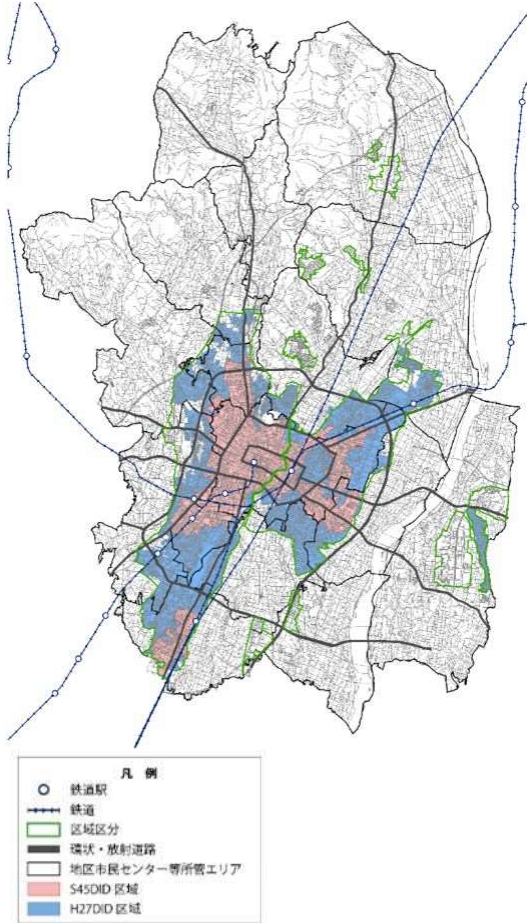 凡 例
鉄道駅
鉄道
区域区分
環状・放射道路
地区市民センター等所管エリア
S45DID 区域
H27DID 区域